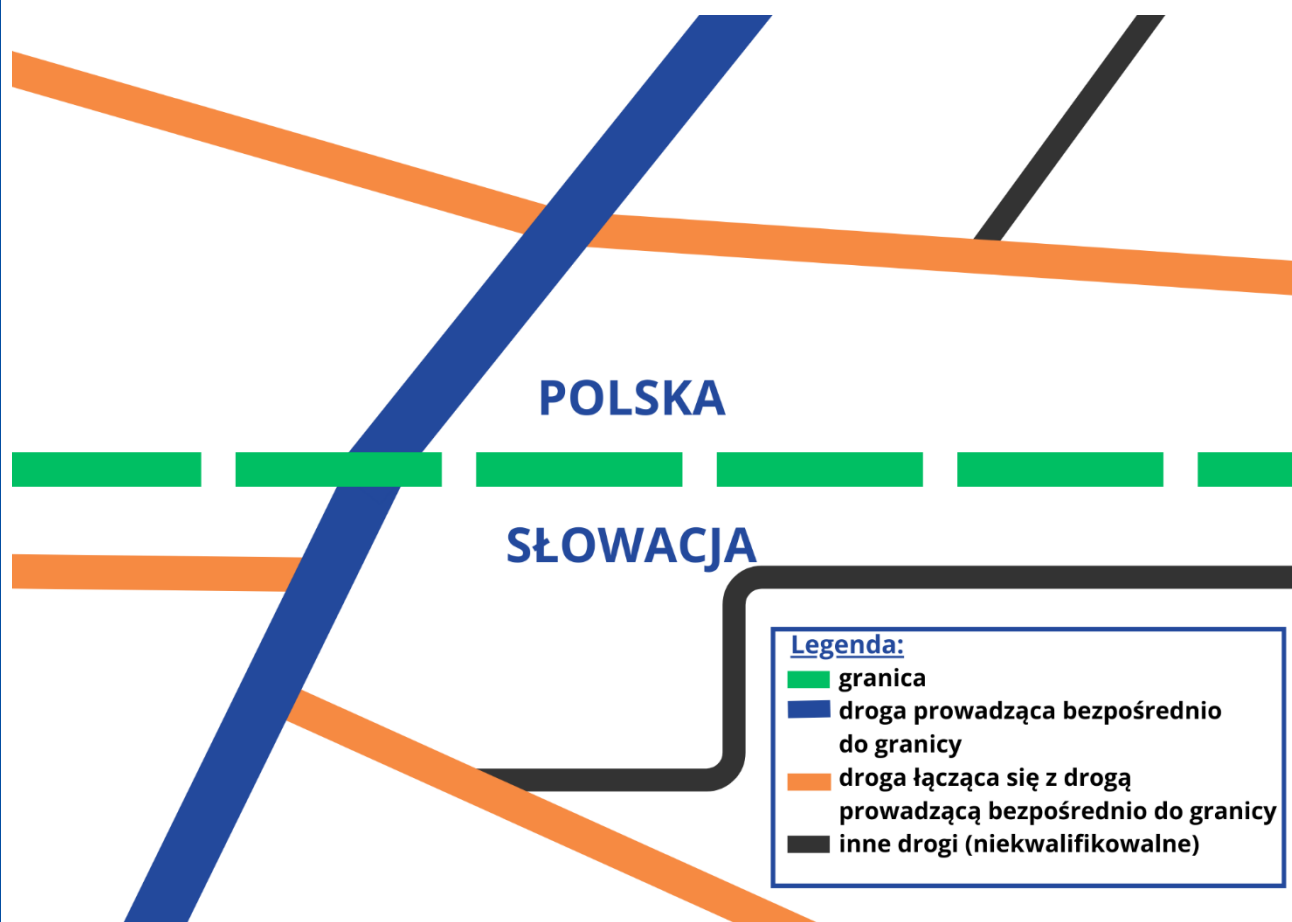 POLSKA
SŁOWACJA
Legenda:
granica
droga prowadząca bezpośrednio
do granicy
droga łącząca się z drogą
prowadzącą bezpośrednio do granicy
inne drogi (niekwalifikowalne)